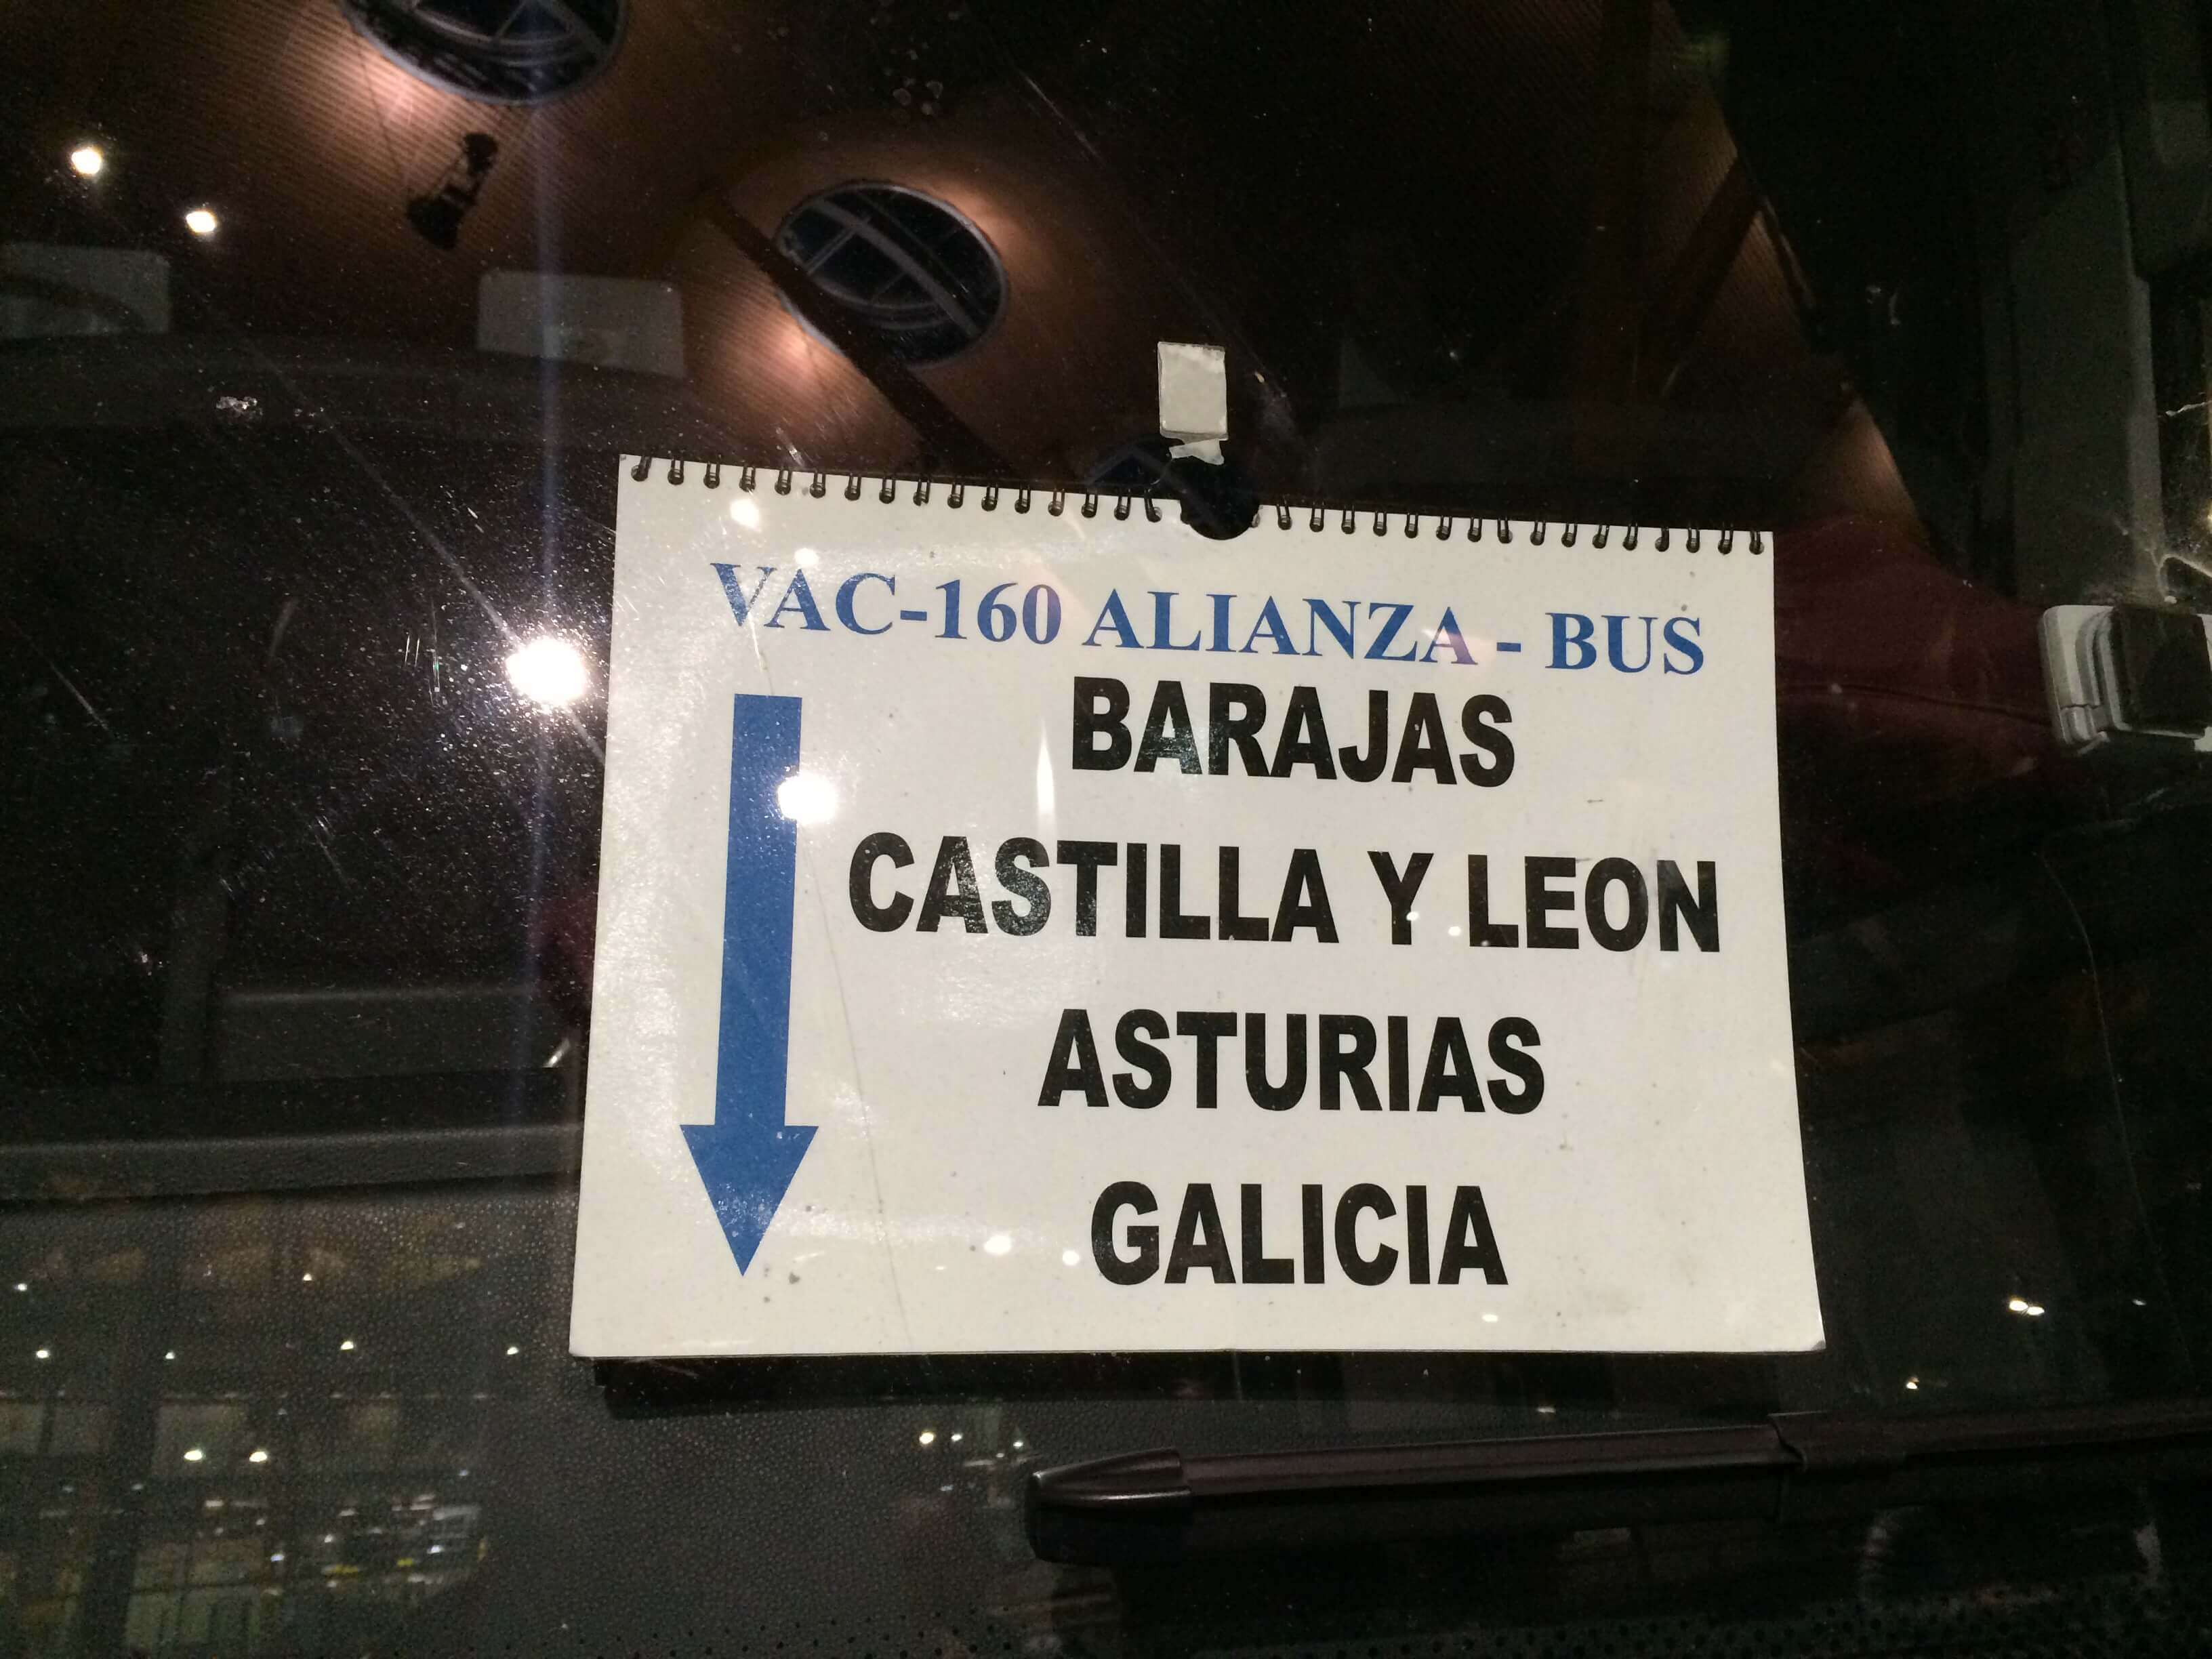 VAC-160 ALIANZA - BUS
BARAJAS
CASTILLA Y LEON
ASTURIAS
GALICIA